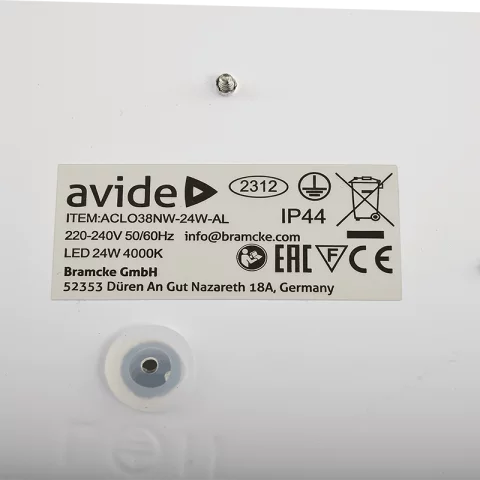 avide 2312
ITEM:ACLO38NW-24W-AL IP44
220-240V 50/60Hz info@bramcke.com
LED 24W 4000K EAC F CE
Bramcke GmbH
52353 Düren An Gut Nazareth 18A, Germany